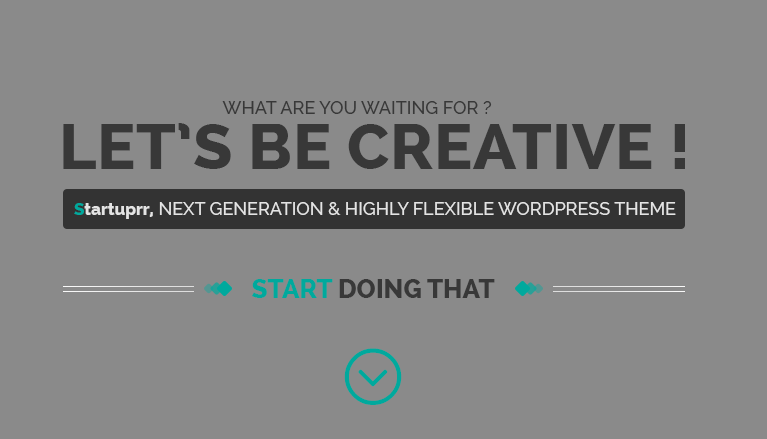 WHAT ARE YOU WAITING FOR ?
LET'S BE CREATIVE !
Startuprr, NEXT GENERATION & HIGHLY FLEXIBLE WORDPRESS THEME
START DOING THAT